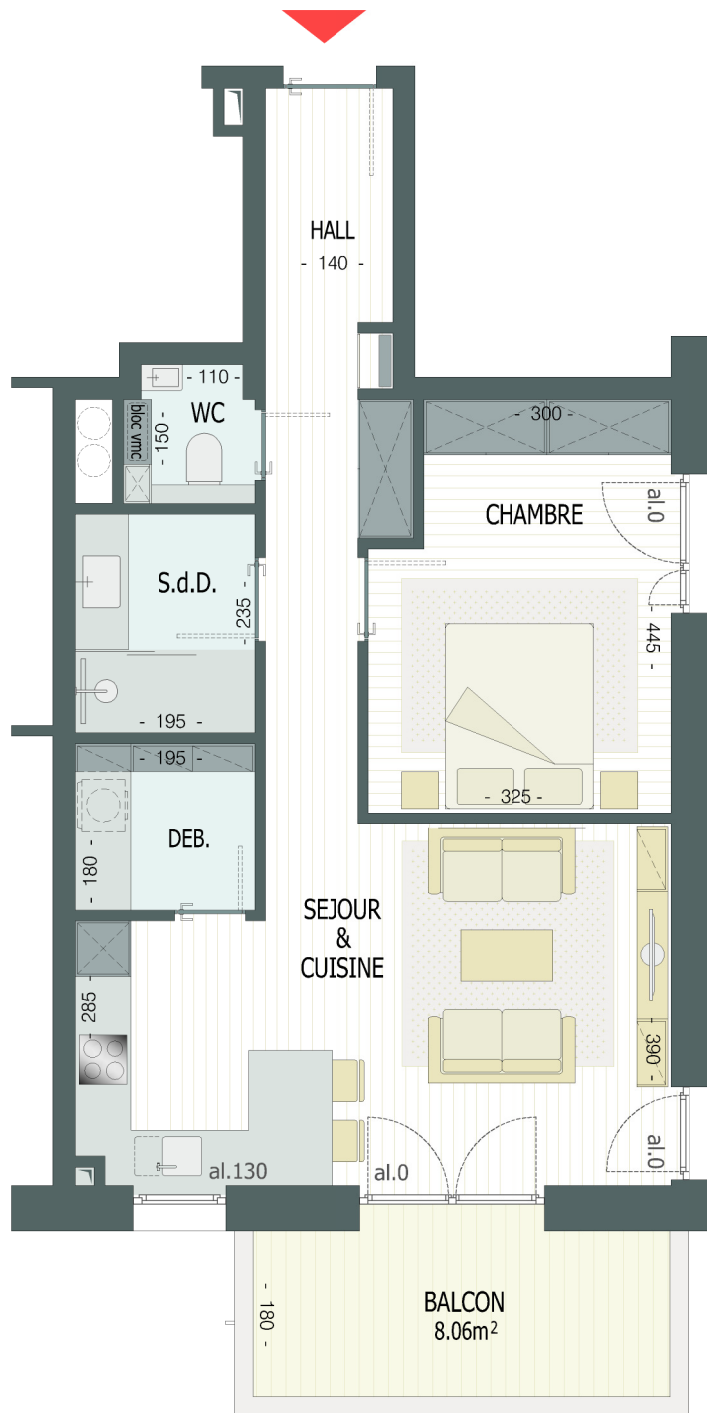 HALL
- 140 -
- 110 -
WC
bloc vmc
- 150 -
- 300 -
al.0
CHAMBRE
S.d.D.
- 235 -
- 445 -
- 195 -
- 195 -
- 325 -
DEB.
- 180 -
SEJOUR
&
CUISINE
- 285 -
- 390 -
al.130
al.0
al.0
BALCON
8.06m²
- 180 -